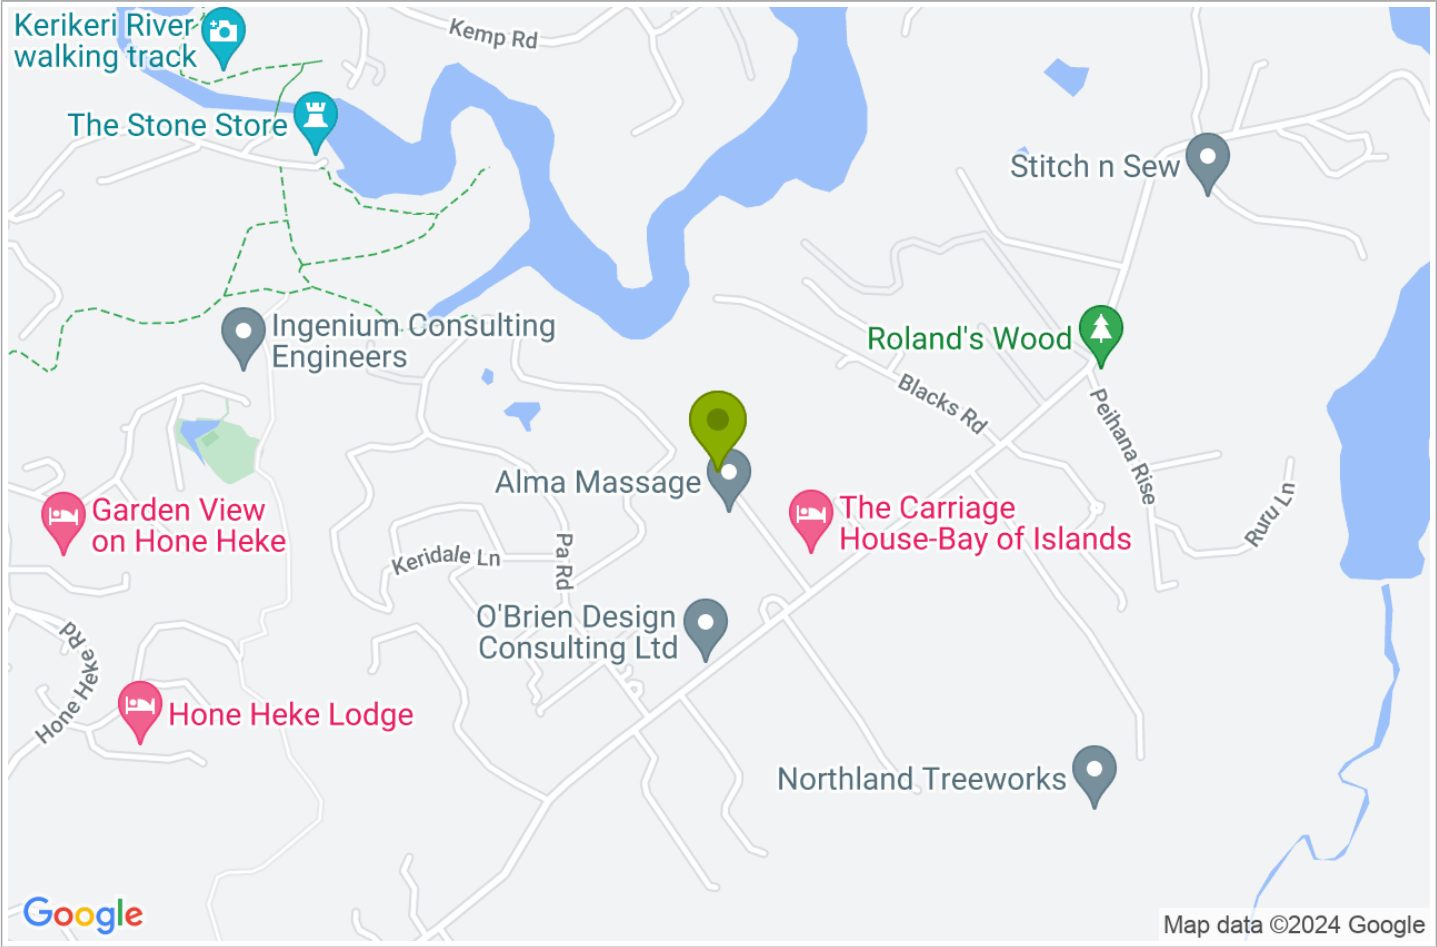 Kerikeri River
walking track
Kemp Rd
The Stone Store
Stitch n Sew
Ingenium Consulting
Engineers
Roland's Wood
Blacks Rd
Peihana Rise
Alma Massage
Garden View
on Hone Heke
The Carriage
House-Bay of Islands
Ruru Ln
Keridale Ln
Pa Rd
O'Brien Design
Consulting Ltd
Hone Heke Rd
Hone Heke Lodge
Northland Treeworks
Google
Map data ©2024 Google